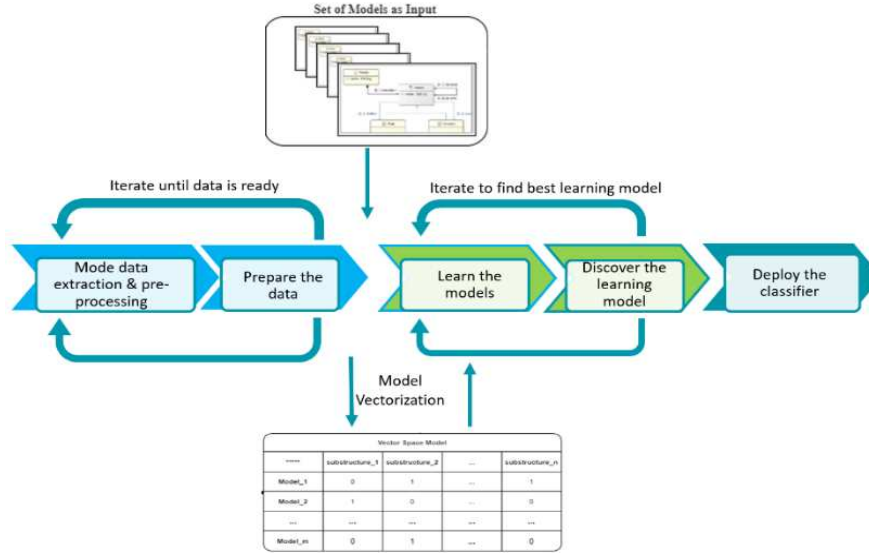 Set of Models as Input
Iterate until data is ready
Iterate to find best learning model
Mode data
extraction & pre-
processing
Prepare the
data
Learn the
models
Discover the
learning
model
Deploy the
classifier
Model
Vectorization
Vector Space Model
substructure_1 substructure_2 ... substructure_n
Model_1 0 1 ... 1
Model_2 1 0 ... 0
... ... ... ... ...
Model_m 0 1 ... 0